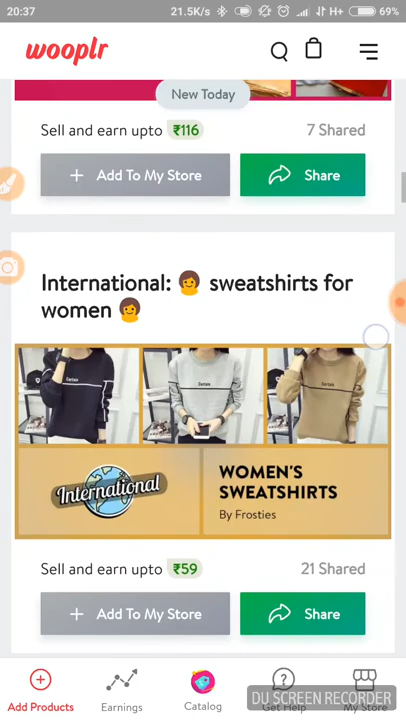 20:37 21.5K/s H+ 69%
wooplr
New Today
Sell and earn upto ₹116 7 Shared
+ Add To My Store Share
International: 🙍 sweatshirts for
women 🙍
International
WOMEN'S
SWEATSHIRTS
By Frosties
Sell and earn upto ₹59 21 Shared
+ Add To My Store Share
Add Products Earnings Catalog Get Help My Store
DU SCREEN RECORDER